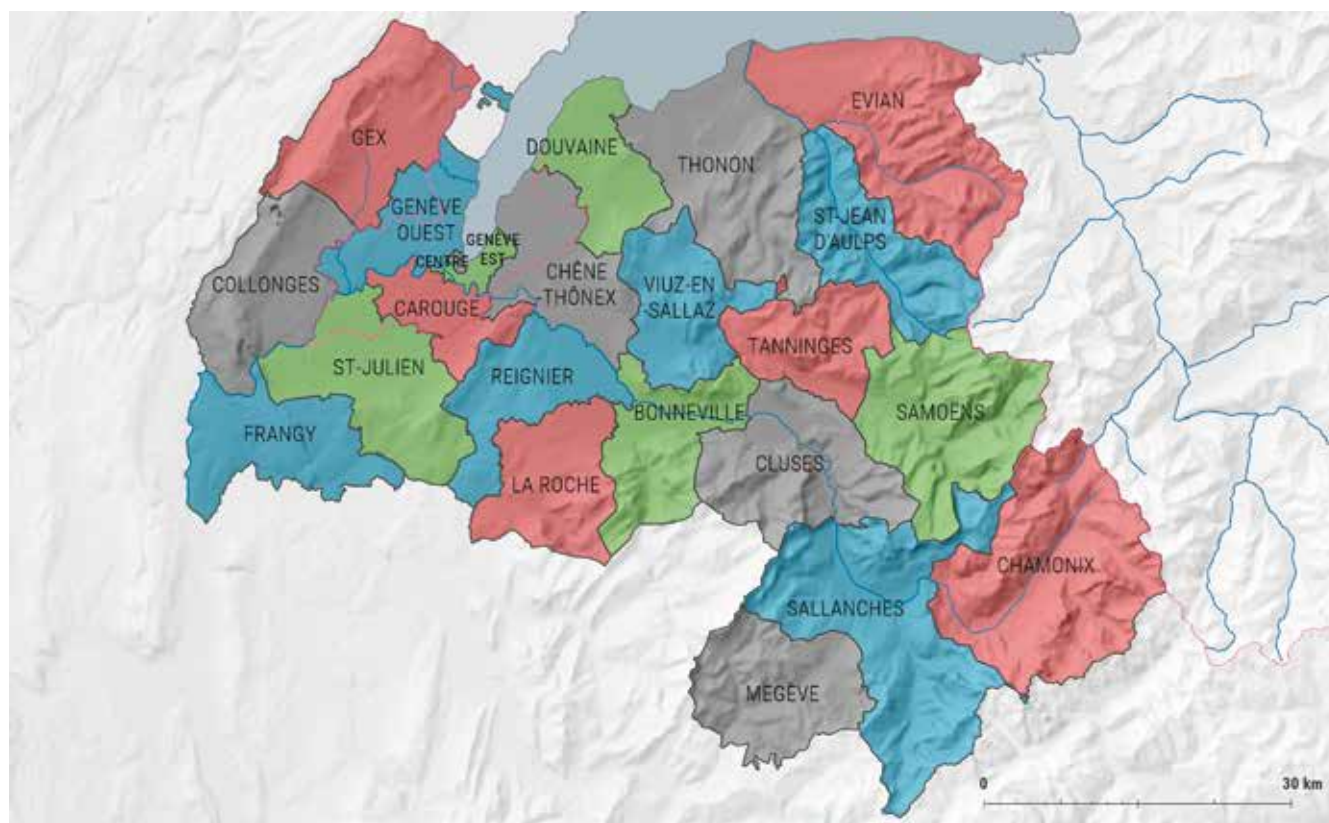 EVIAN
GEX
DOUVAINE
THONON
GENÈVE
OUEST
ST-JEAN
D'AULPS
GENÈVE
EST
CENTRE
CHÊNE
THÔNEX
VIUZ-EN
-SALLAZ
COLLONGES
CAROUGE
TANNINGES
ST-JULIEN
REIGNIER
BONNEVILLE
SAMOËNS
FRANGY
CLUSES
LA ROCHE
CHAMONIX
SALLANCHES
MEGÈVE
0 30 km